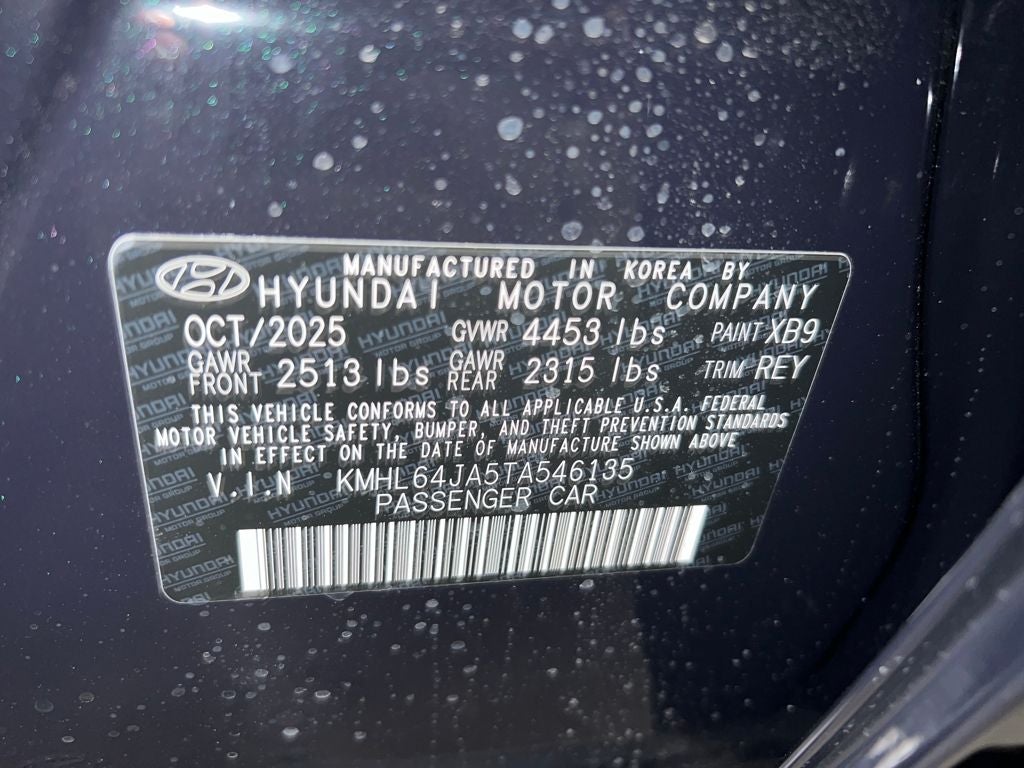 MANUFACTURED IN KOREA BY
HYUNDAI MOTOR COMPANY
OCT/2025 GVWR 4453 lbs PAINT XB9
GAWR FRONT 2513 lbs GAWR REAR 2315 lbs TRIM REY
THIS VEHICLE CONFORMS TO ALL APPLICABLE U.S.A. FEDERAL
MOTOR VEHICLE SAFETY, BUMPER, AND THEFT PREVENTION STANDARDS
IN EFFECT ON THE DATE OF MANUFACTURE SHOWN ABOVE
V.I.N KMHL64JA5TA546135
PASSENGER CAR